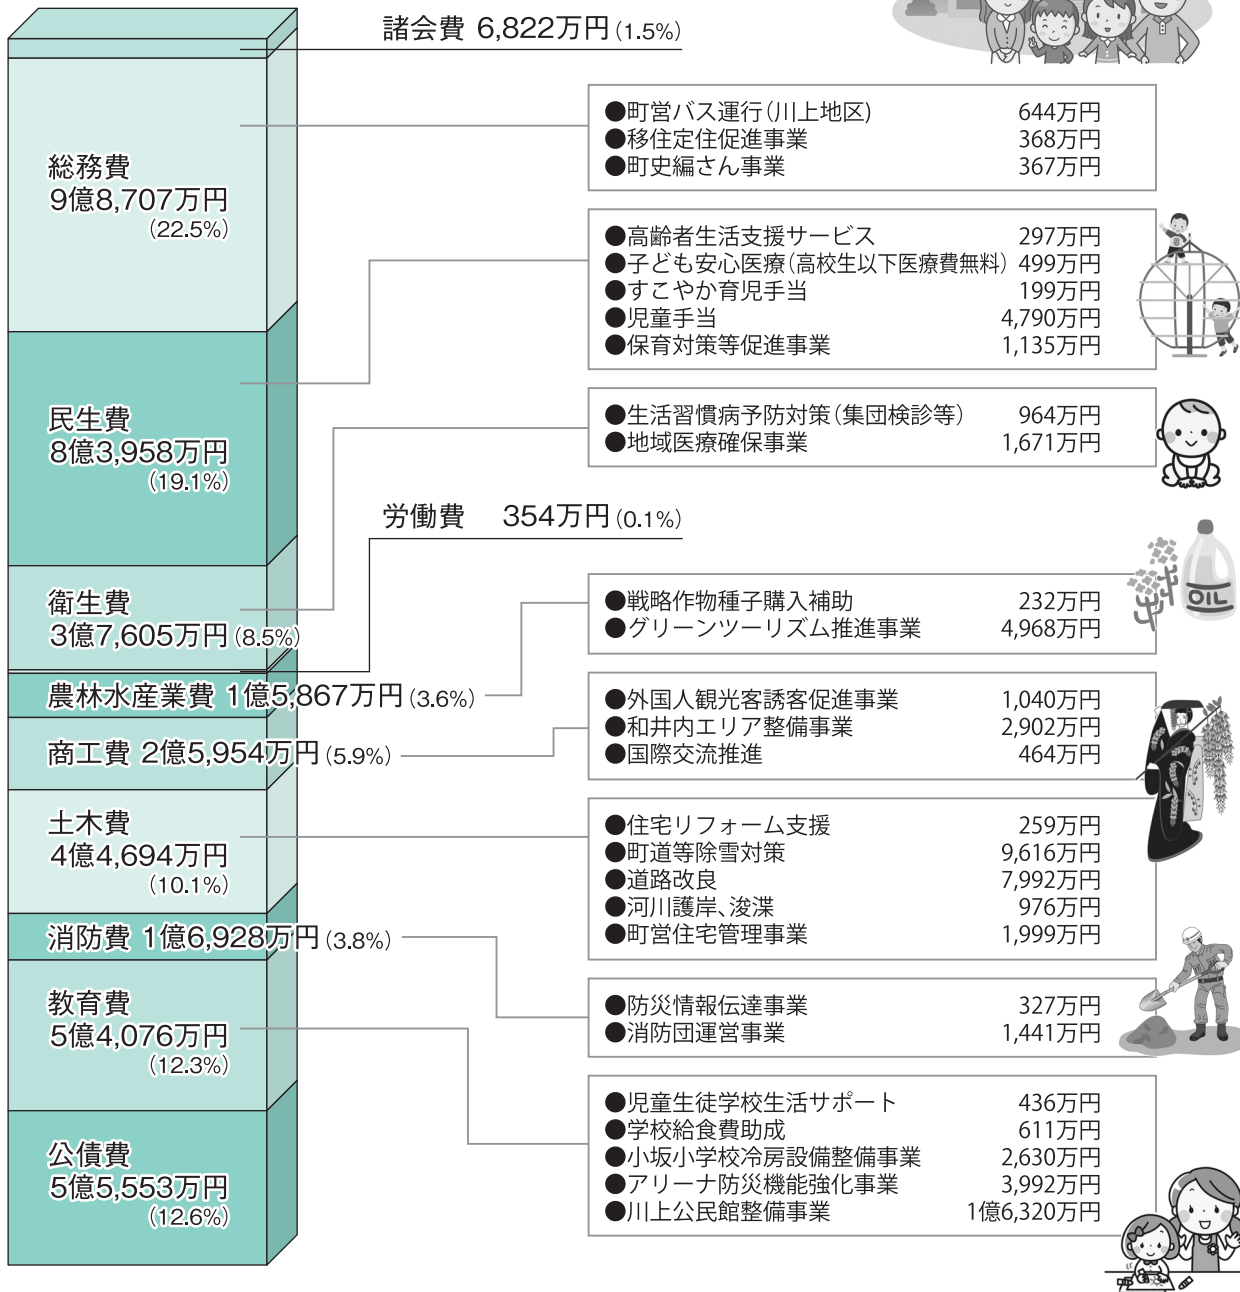 諸会費 6,822万円(1.5%)
総務費
9億8,707万円
(22.5%)
●町営バス運行(川上地区) 644万円
●移住定住促進事業 368万円
●町史編さん事業 367万円
民生費
8億3,958万円
(19.1%)
●高齢者生活支援サービス 297万円
●子ども安心医療(高校生以下医療費無料) 499万円
●すこやか育児手当 199万円
●児童手当 4,790万円
●保育対策等促進事業 1,135万円
衛生費
3億7,605万円(8.5%)
●生活習慣病予防対策(集団検診等) 964万円
●地域医療確保事業 1,671万円
労働費 354万円(0.1%)
農林水産業費 1億5,867万円(3.6%)
●戦略作物種子購入補助 232万円
●グリーンツーリズム推進事業 4,968万円
OIL
商工費 2億5,954万円(5.9%)
●外国人観光客誘客促進事業 1,040万円
●和井内エリア整備事業 2,902万円
●国際交流推進 464万円
土木費
4億4,694万円
(10.1%)
●住宅リフォーム支援 259万円
●町道等除雪対策 9,616万円
●道路改良 7,992万円
●河川護岸、浚渫 976万円
●町営住宅管理事業 1,999万円
消防費 1億6,928万円(3.8%)
●防災情報伝達事業 327万円
●消防団運営事業 1,441万円
教育費
5億4,076万円
(12.3%)
●児童生徒学校生活サポート 436万円
●学校給食費助成 611万円
●小坂小学校冷房設備整備事業 2,630万円
●アリーナ防災機能強化事業 3,992万円
●川上公民館整備事業 1億6,320万円
公債費
5億5,553万円
(12.6%)